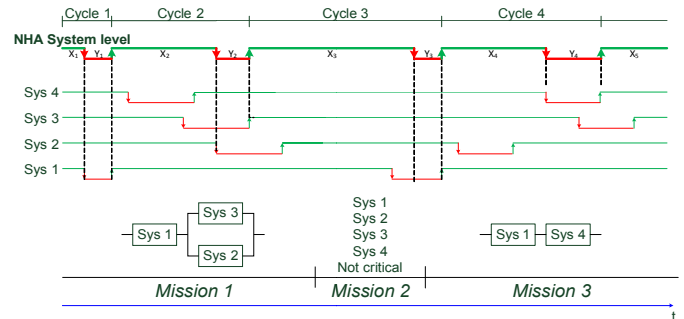 Cycle 1 Cycle 2 Cycle 3 Cycle 4
NHA System level
X1 Y1 X2 Y2 X3 Y3 X4 Y4 X5
Sys 4
Sys 3
Sys 2
Sys 1
Sys 1 Sys 3 Sys 2
Sys 1
Sys 2
Sys 3
Sys 4
Not critical
Sys 1 Sys 4
Mission 1 Mission 2 Mission 3
t